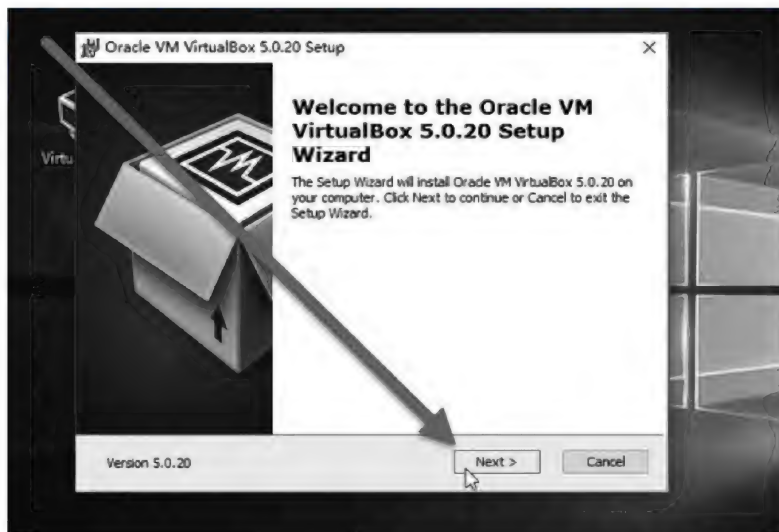 Oracle VM VirtualBox 5.0.20 Setup
Virtu
Welcome to the Oracle VM
VirtualBox 5.0.20 Setup
Wizard
The Setup Wizard will install Oracle VM VirtualBox 5.0.20 on
your computer. Click Next to continue or Cancel to exit the
Setup Wizard.
Version 5.0.20
Next >
Cancel